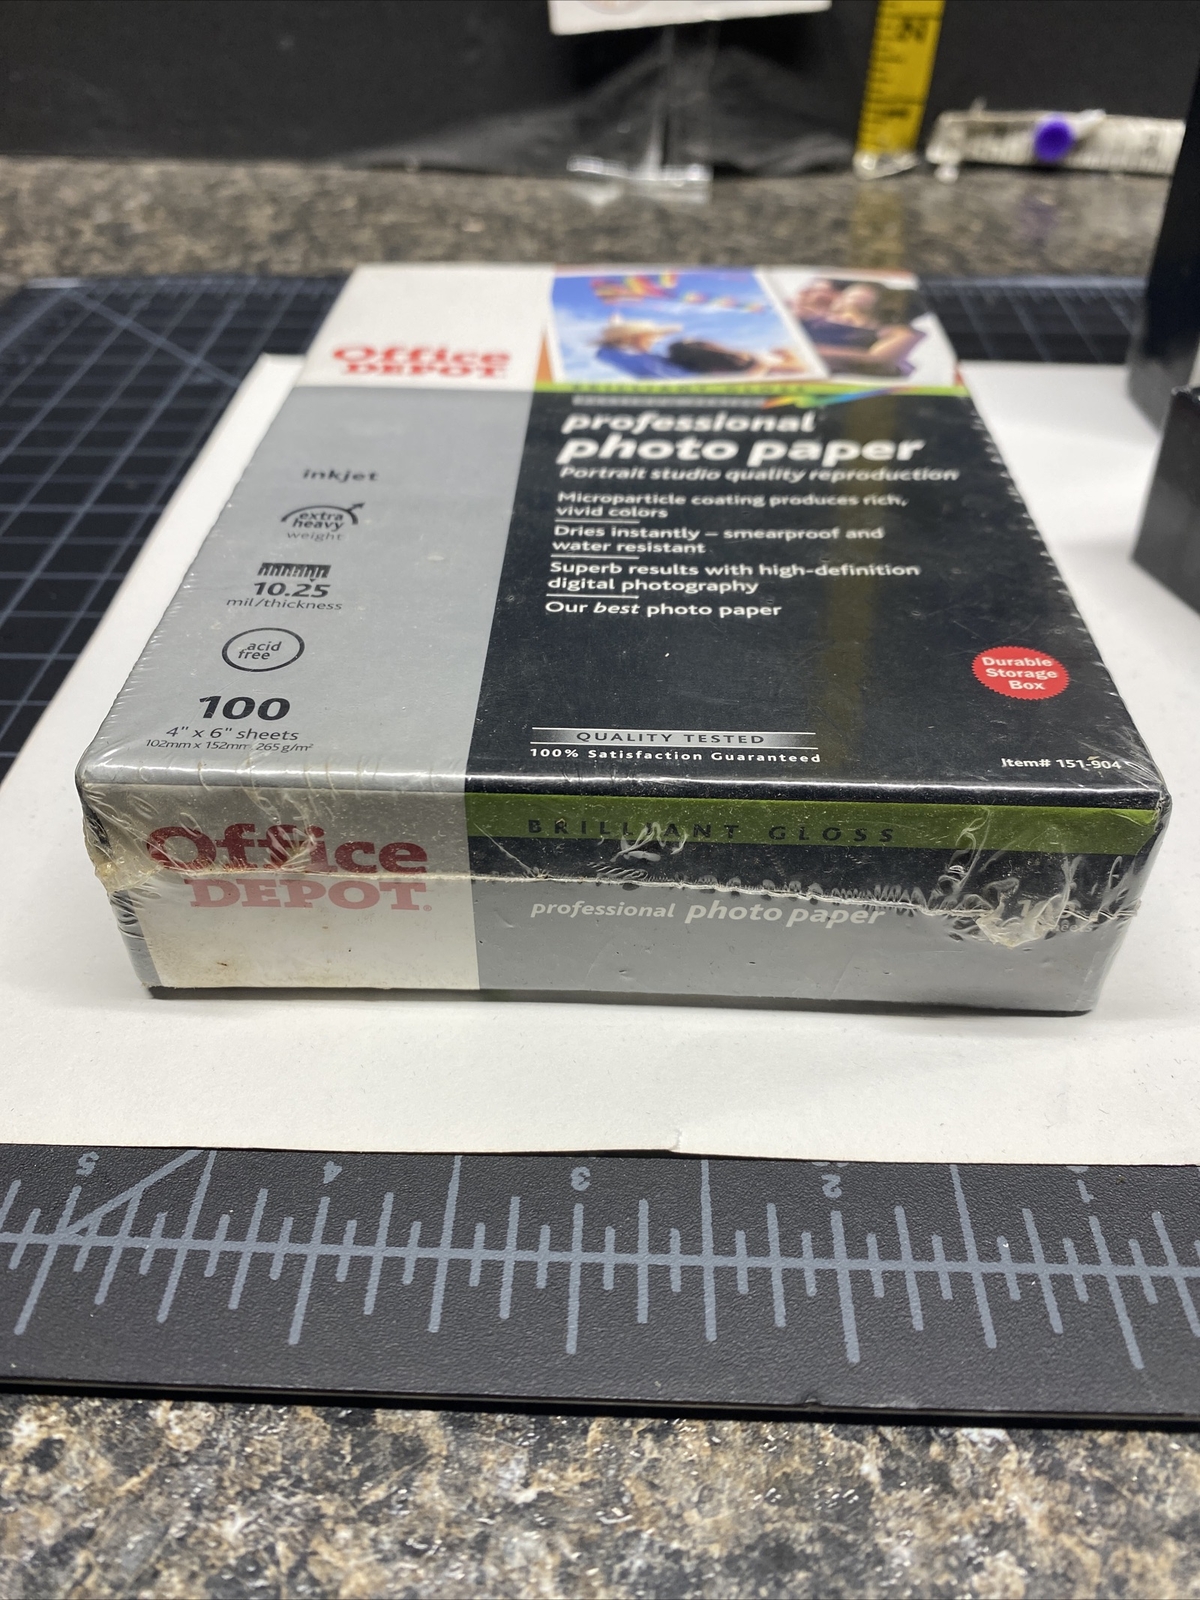 Office
DEPOT
inkjet
extra
heavy
weight
10.25
mil/thickness
acid
free
100
4" x 6" sheets
102mm x 152mm 265 g/m²
professional
photo paper
Portrait studio quality reproduction
Microparticle coating produces rich,
vivid colors
Dries instantly – smearproof and
water resistant
Superb results with high-definition
digital photography
Our best photo paper
Durable
Storage
Box
QUALITY TESTED
100% Satisfaction Guaranteed
Item# 151-904
Office
DEPOT.
BRILLIANT GLOSS
professional photo paper
5 4 3 2 1